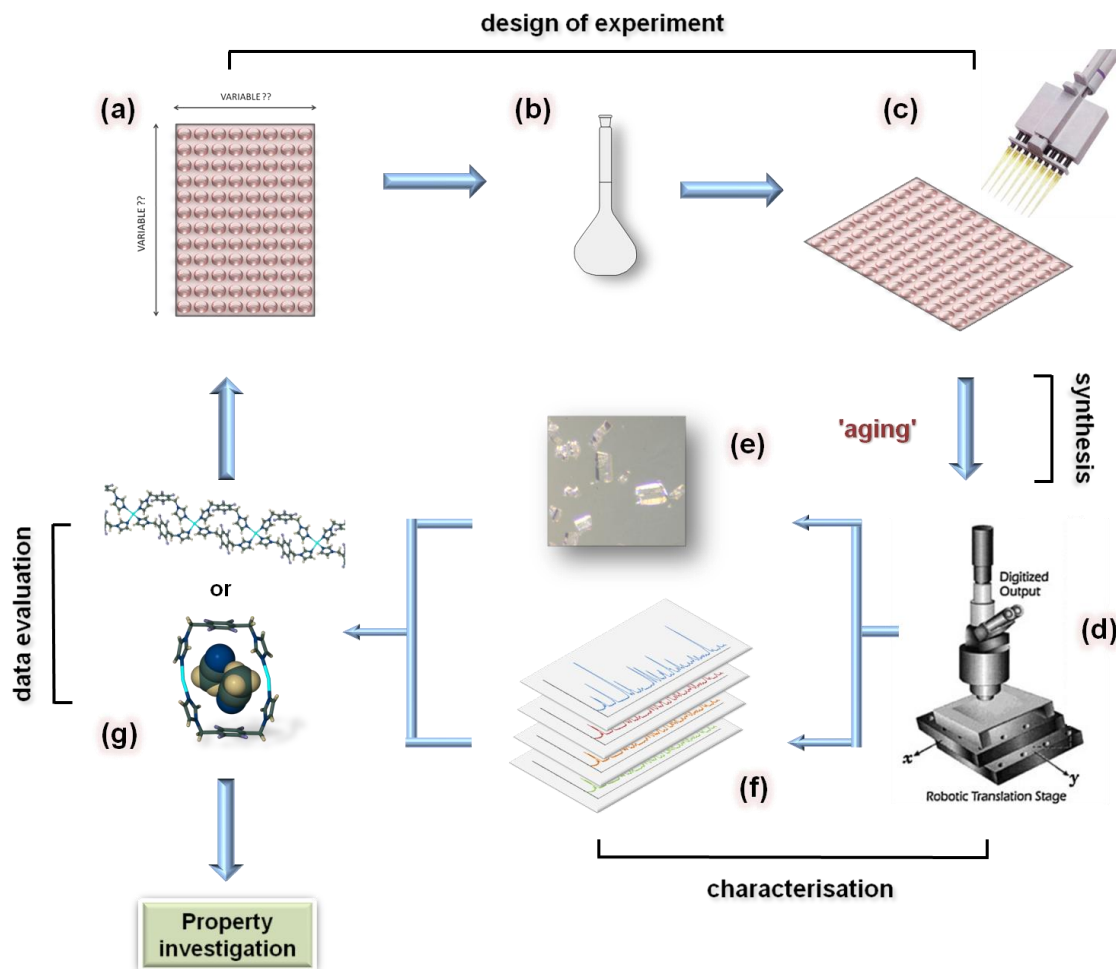 design of experiment
(a)
VARIABLE ??
VARIABLE ??
(b)
(c)
'aging'
synthesis
(e)
Digitized
Output
(d)
x
y
Robotic Translation Stage
(f)
characterisation
data evaluation
or
(g)
Property
investigation